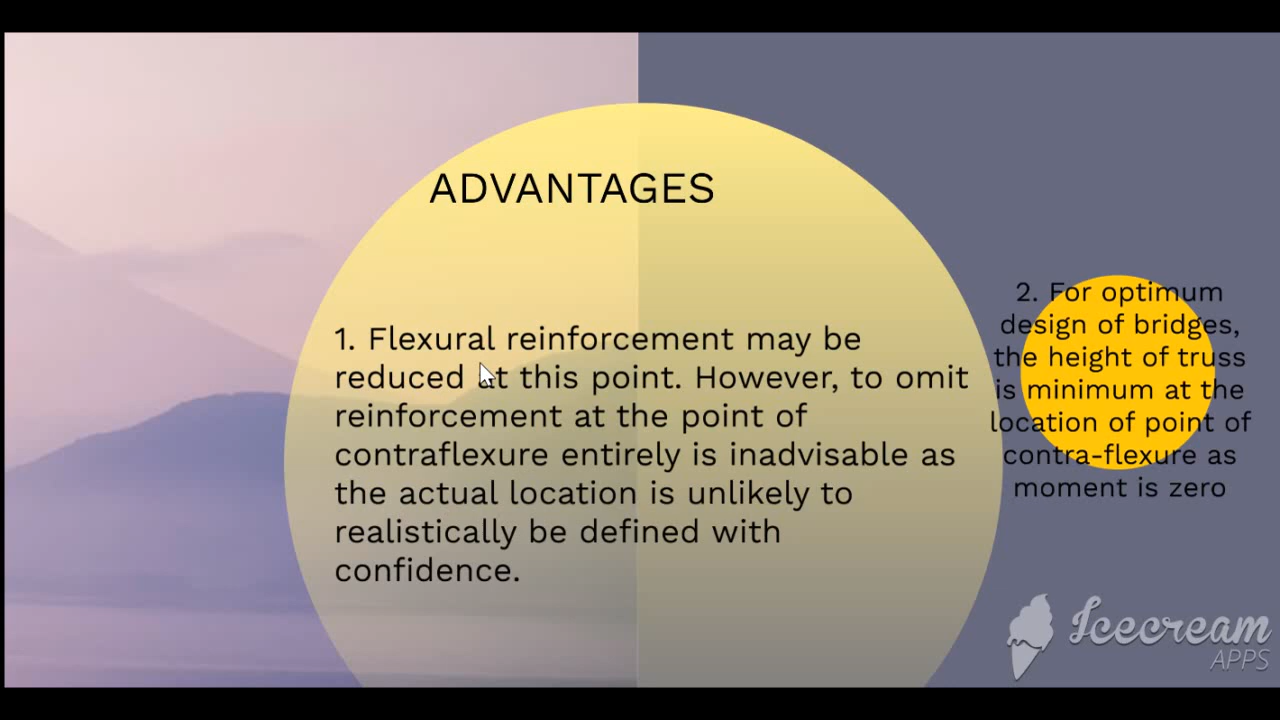 ADVANTAGES
1. Flexural reinforcement may be
reduced at this point. However, to omit
reinforcement at the point of
contraflexure entirely is inadvisable as
the actual location is unlikely to
realistically be defined with
confidence.
2. For optimum
design of bridges,
the height of truss
is minimum at the
location of point of
contra-flexure as
moment is zero
Icecream
APPS